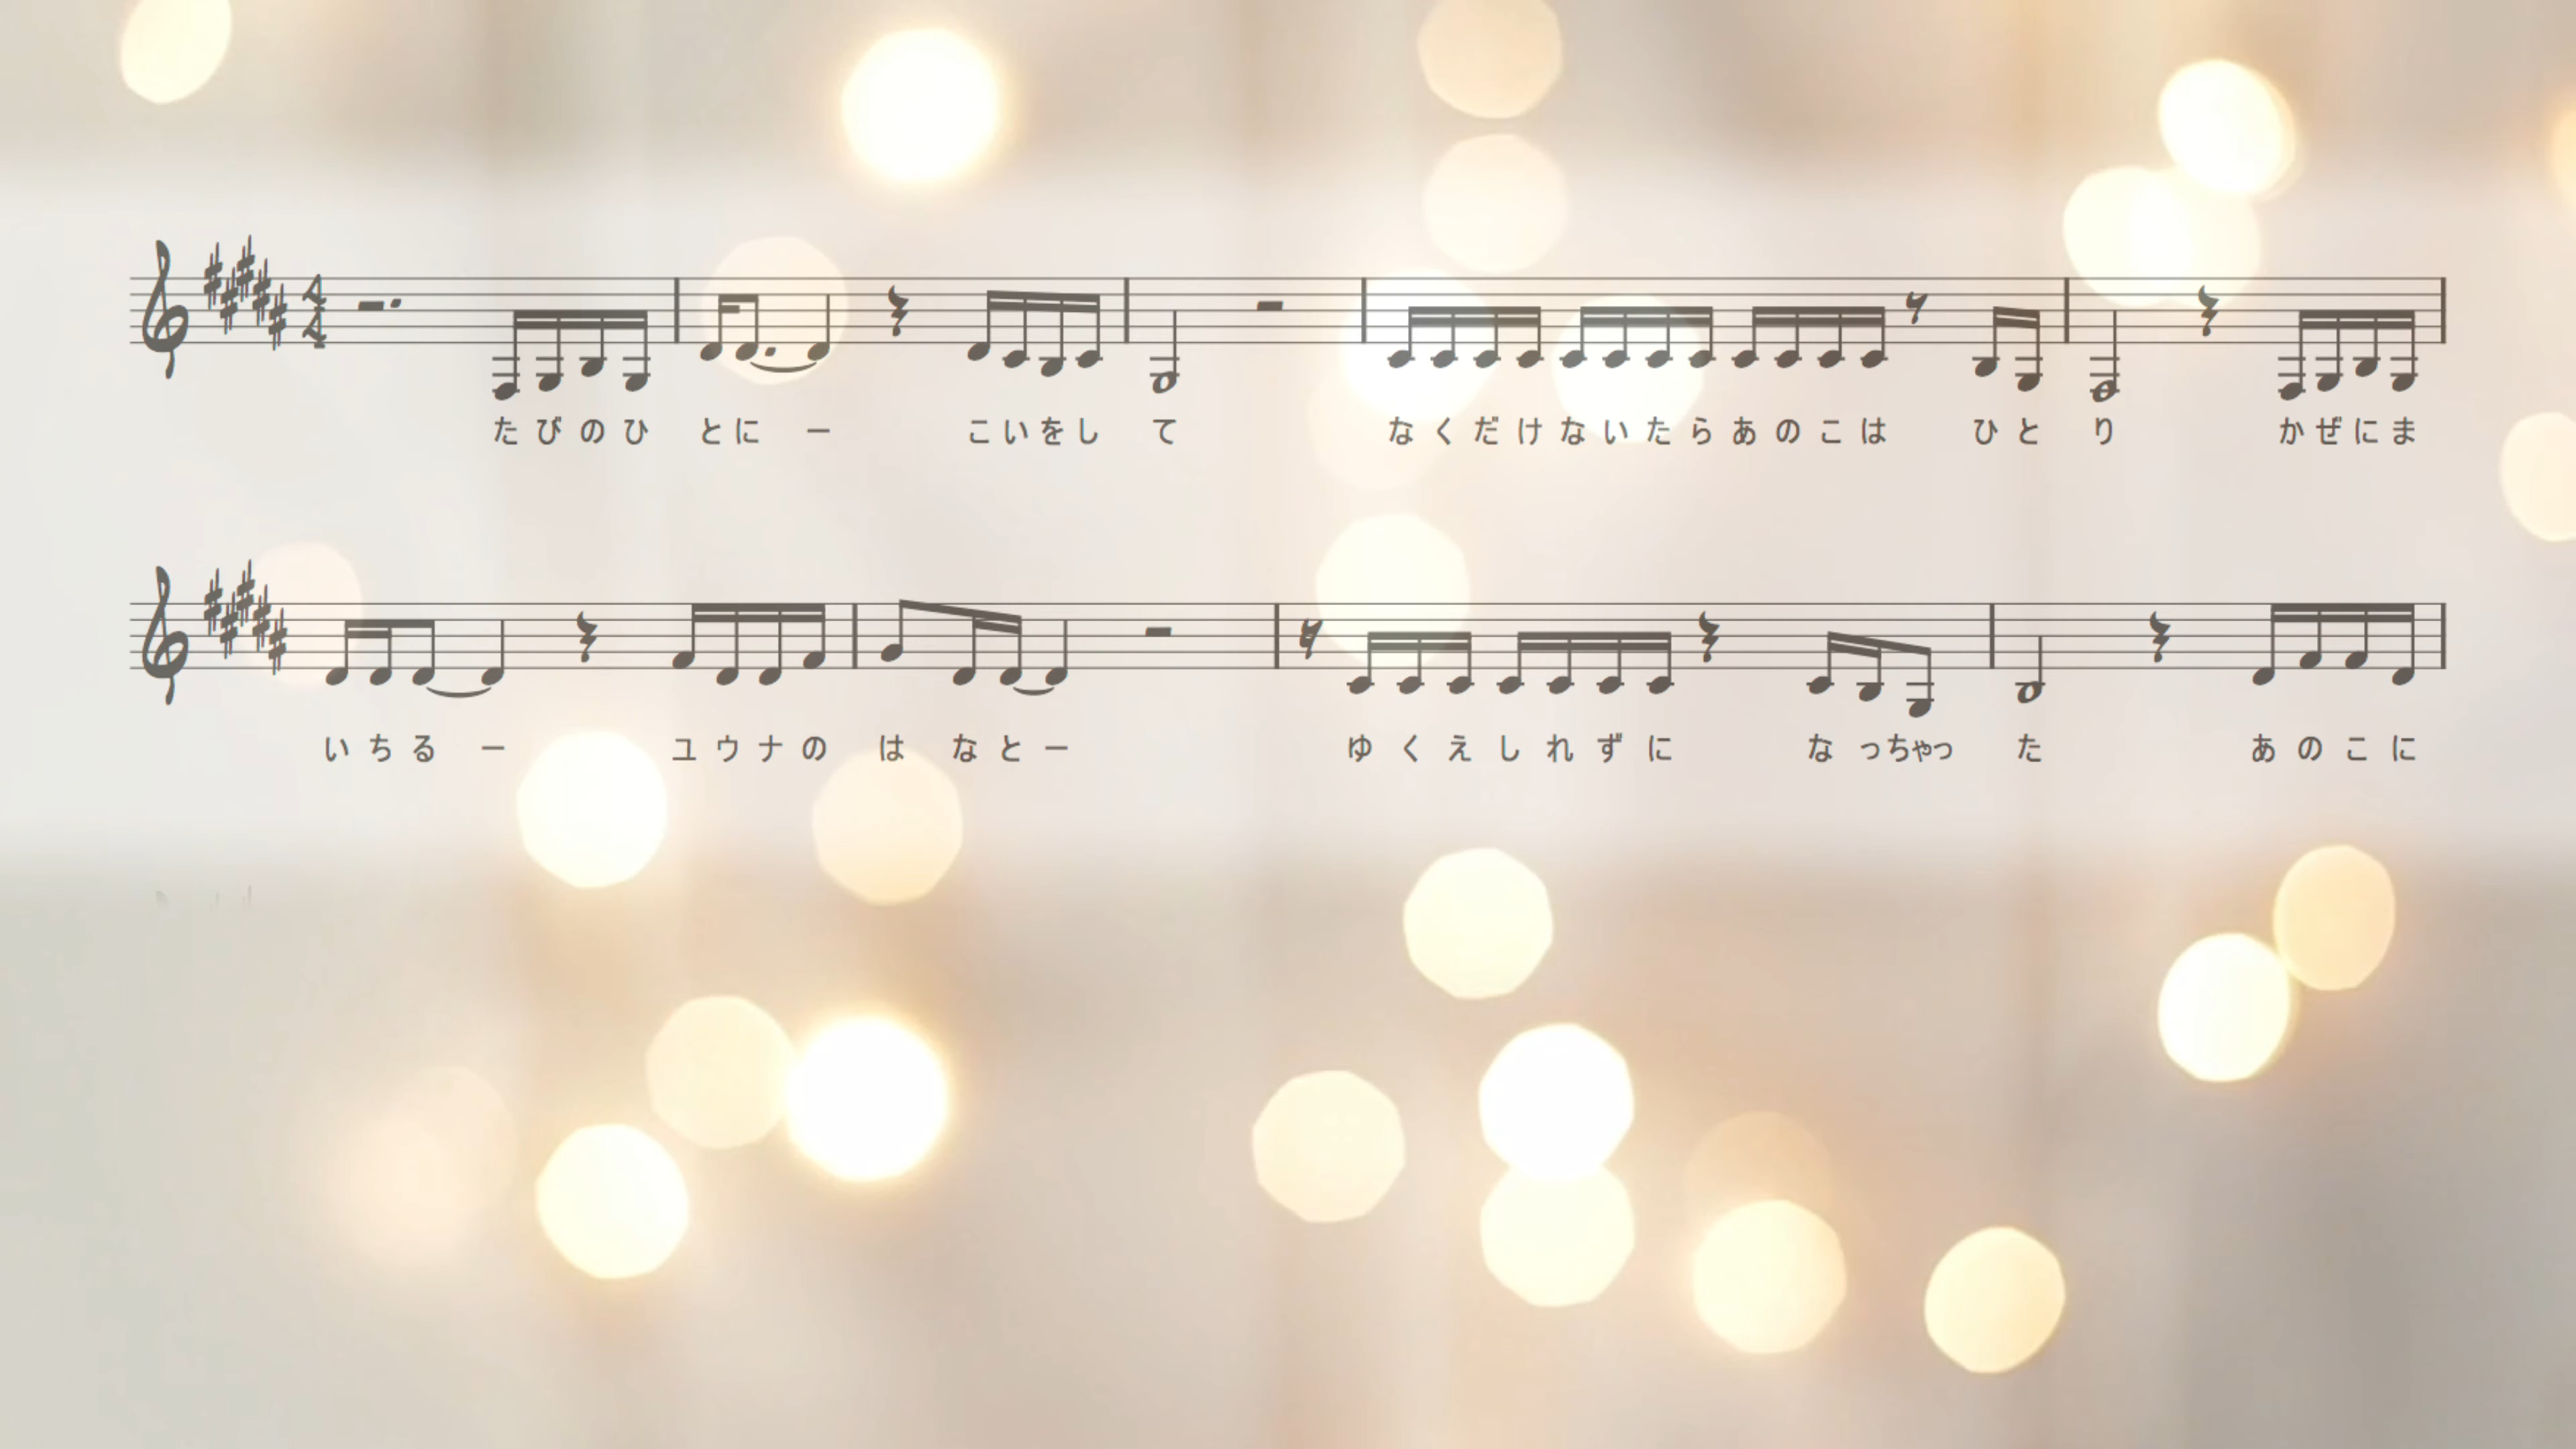 たびのひ とにー こいをし て なくだけないたらあのこは ひと り かぜにま
いちるー ユウナの は なとー ゆくえしれずに なっちゃっ た あのこに